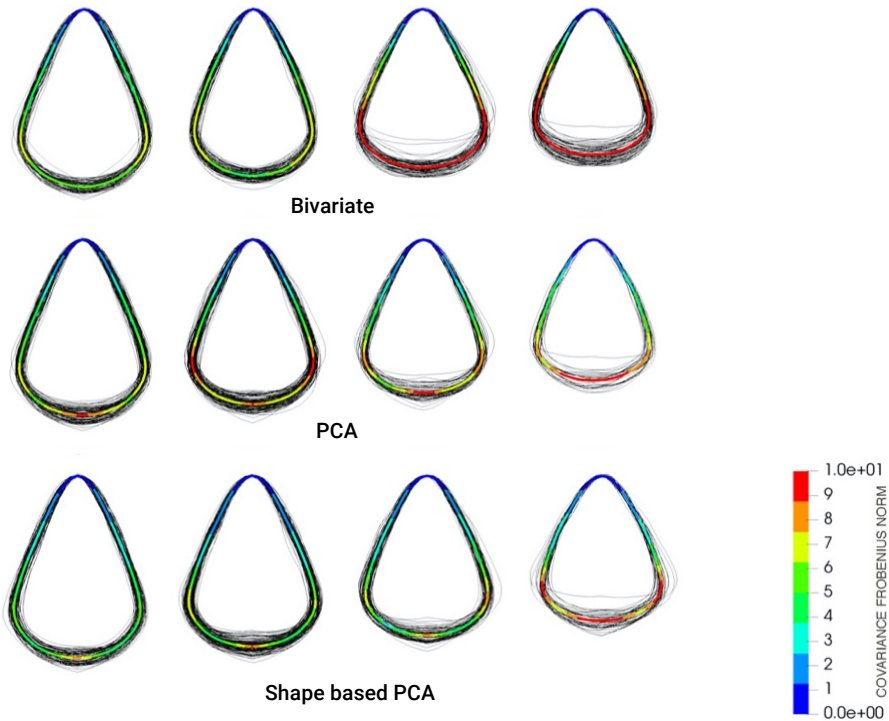 Bivariate
PCA
Shape based PCA
1.0e+01
9
8
7
6
5
4
3
2
1
0.0e+00
COVARIANCE FROBENIUS NORM